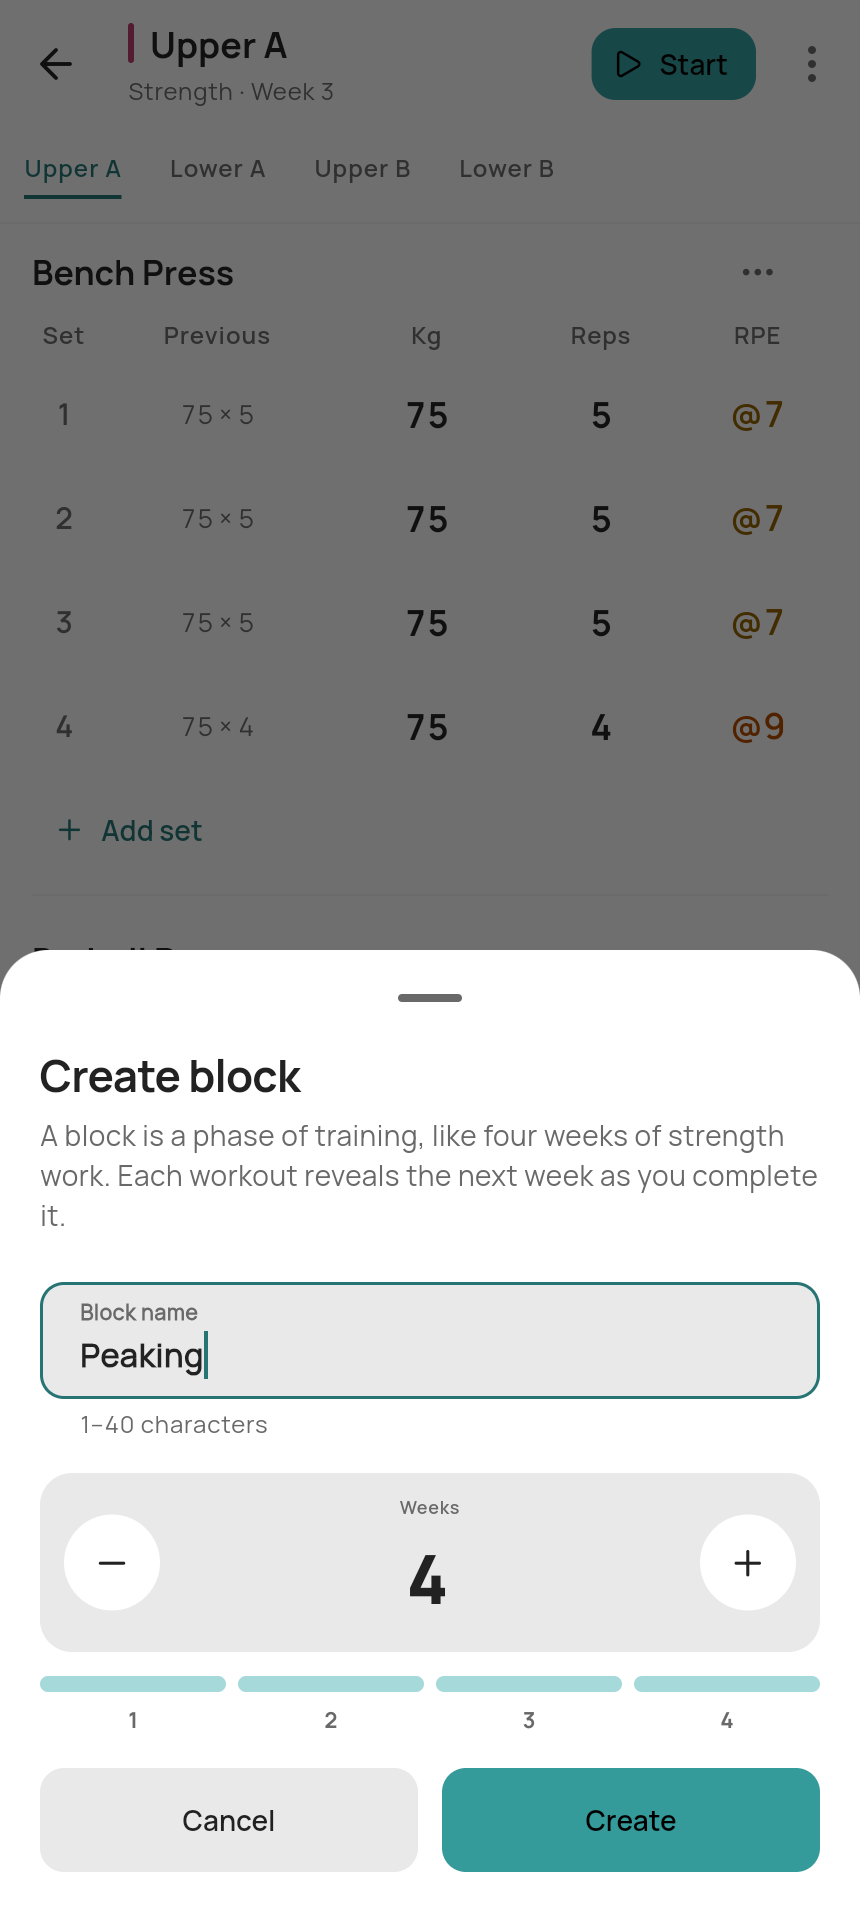 Upper A
Strength · Week 3
Start
Upper A Lower A Upper B Lower B
Bench Press
Set Previous Kg Reps RPE
1 75 × 5 75 5 @7
2 75 × 5 75 5 @7
3 75 × 5 75 5 @7
4 75 × 4 75 4 @9
Add set
Create block
A block is a phase of training, like four weeks of strength
work. Each workout reveals the next week as you complete
it.
Block name
Peaking
1–40 characters
Weeks
4
1 2 3 4
Cancel Create